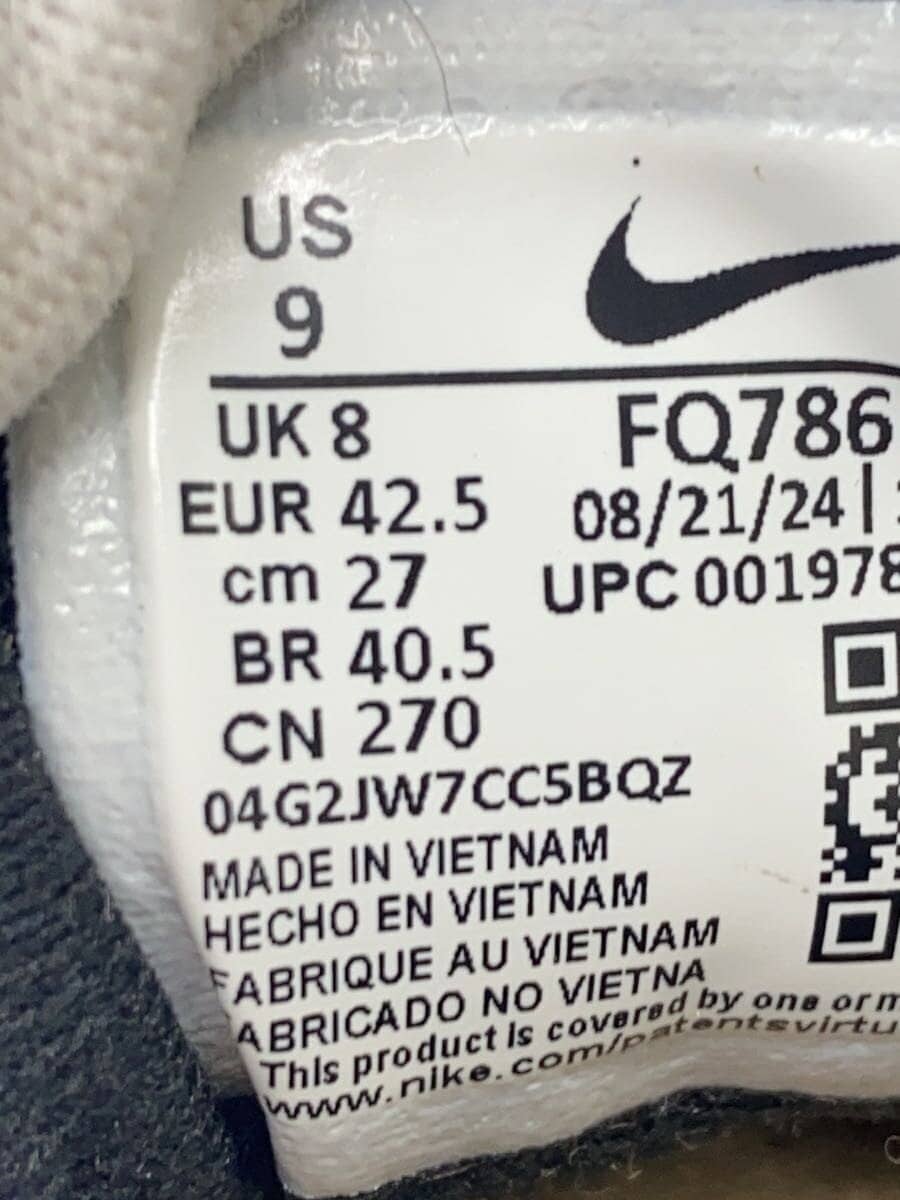 US
9
UK 8
FQ786
EUR 42.5
08/21/24 |
cm 27
UPC 001978
BR 40.5
CN 270
04G2JW7CC5BQZ
MADE IN VIETNAM
HECHO EN VIETNAM
FABRIQUE AU VIETNAM
ABRICADO NO VIETNA
This product is covered by one or m
www.nike.com/patentsvirtu